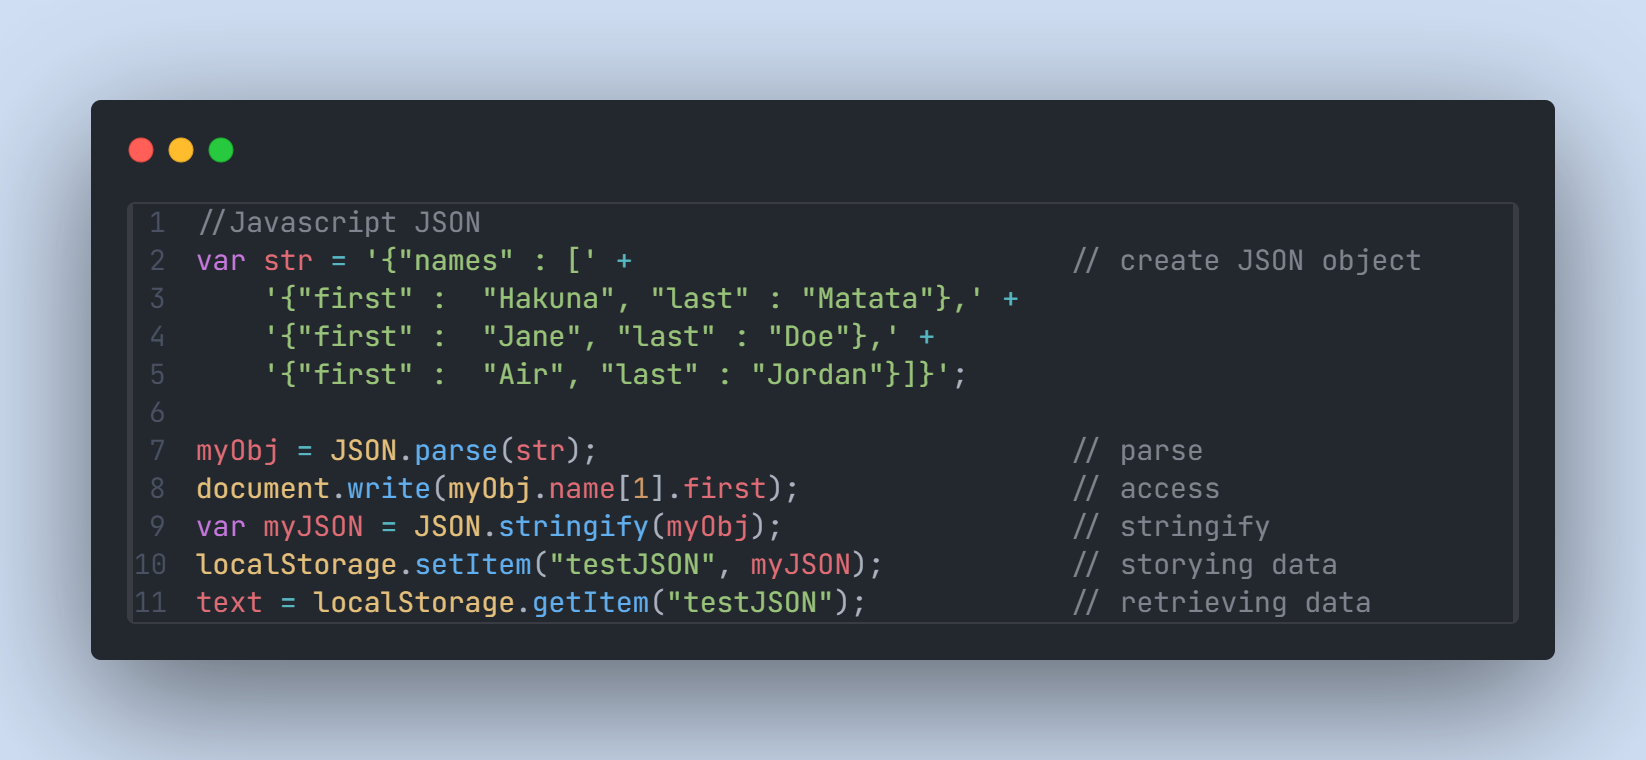 1 //Javascript JSON
2 var str = '{"names" : [' + // create JSON object
3 '{"first" :  "Hakuna", "last" : "Matata"},' +
4 '{"first" :  "Jane", "last" : "Doe"},' +
5 '{"first" :  "Air", "last" : "Jordan"}]}';
6
7 myObj = JSON.parse(str); // parse
8 document.write(myObj.name[1].first); // access
9 var myJSON = JSON.stringify(myObj); // stringify
10 localStorage.setItem("testJSON", myJSON); // storying data
11 text = localStorage.getItem("testJSON"); // retrieving data